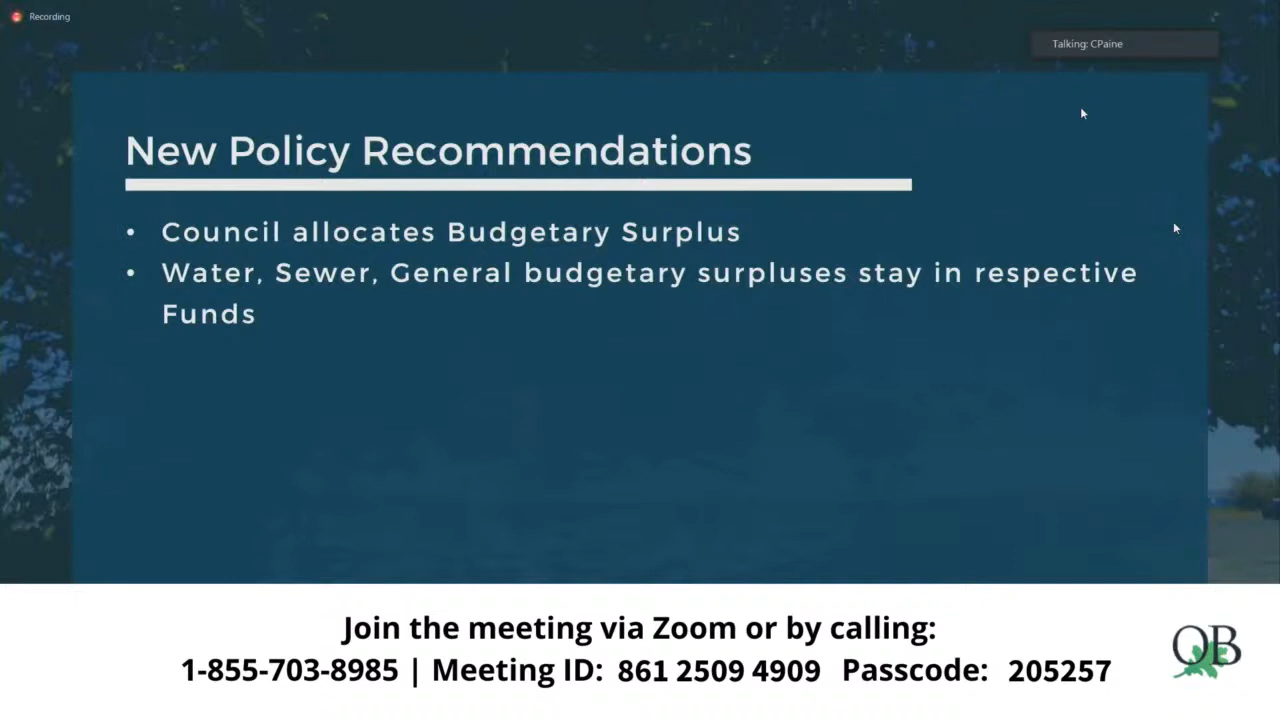 Recording
Talking: CPaine
New Policy Recommendations
• Council allocates Budgetary Surplus
• Water, Sewer, General budgetary surpluses stay in respective
Funds
Join the meeting via Zoom or by calling:
1-855-703-8985 | Meeting ID: 861 2509 4909 Passcode: 205257
QB